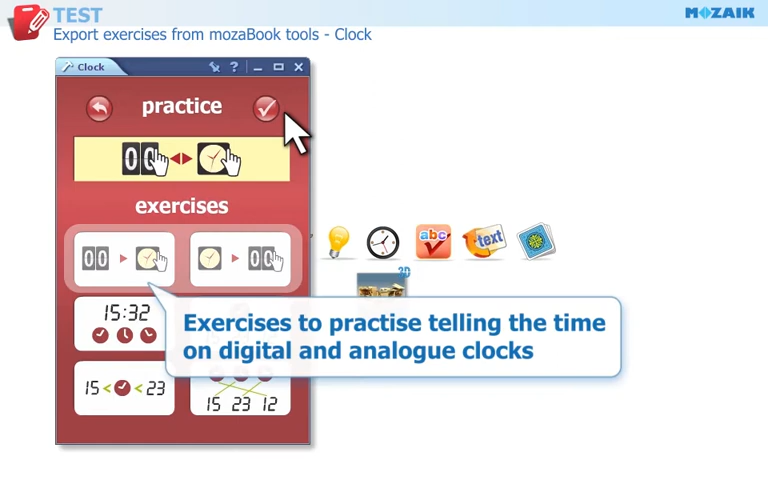 TEST
MOZAIK
Export exercises from mozaBook tools - Clock
Clock
?
practice
00
exercises
00
00
abc
text
3D
15:32
Exercises to practise telling the time
on digital and analogue clocks
15 < < 23
15 23 12